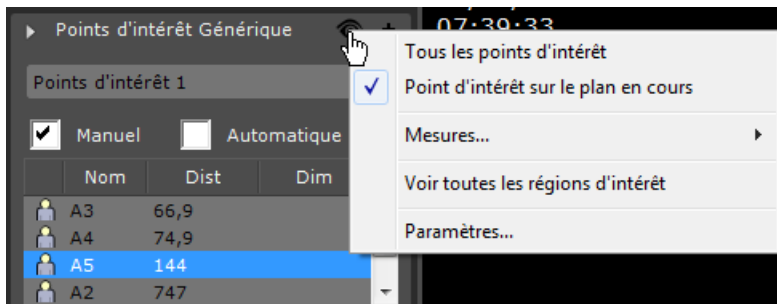 Points d'intérêt Générique
07:39:33
Points d'intérêt 1
Manuel Automatique
Nom Dist Dim
A3 66,9
A4 74,9
A5 144
A2 747
Tous les points d'intérêt
Point d'intérêt sur le plan en cours
Mesures...
Voir toutes les régions d'intérêt
Paramètres...